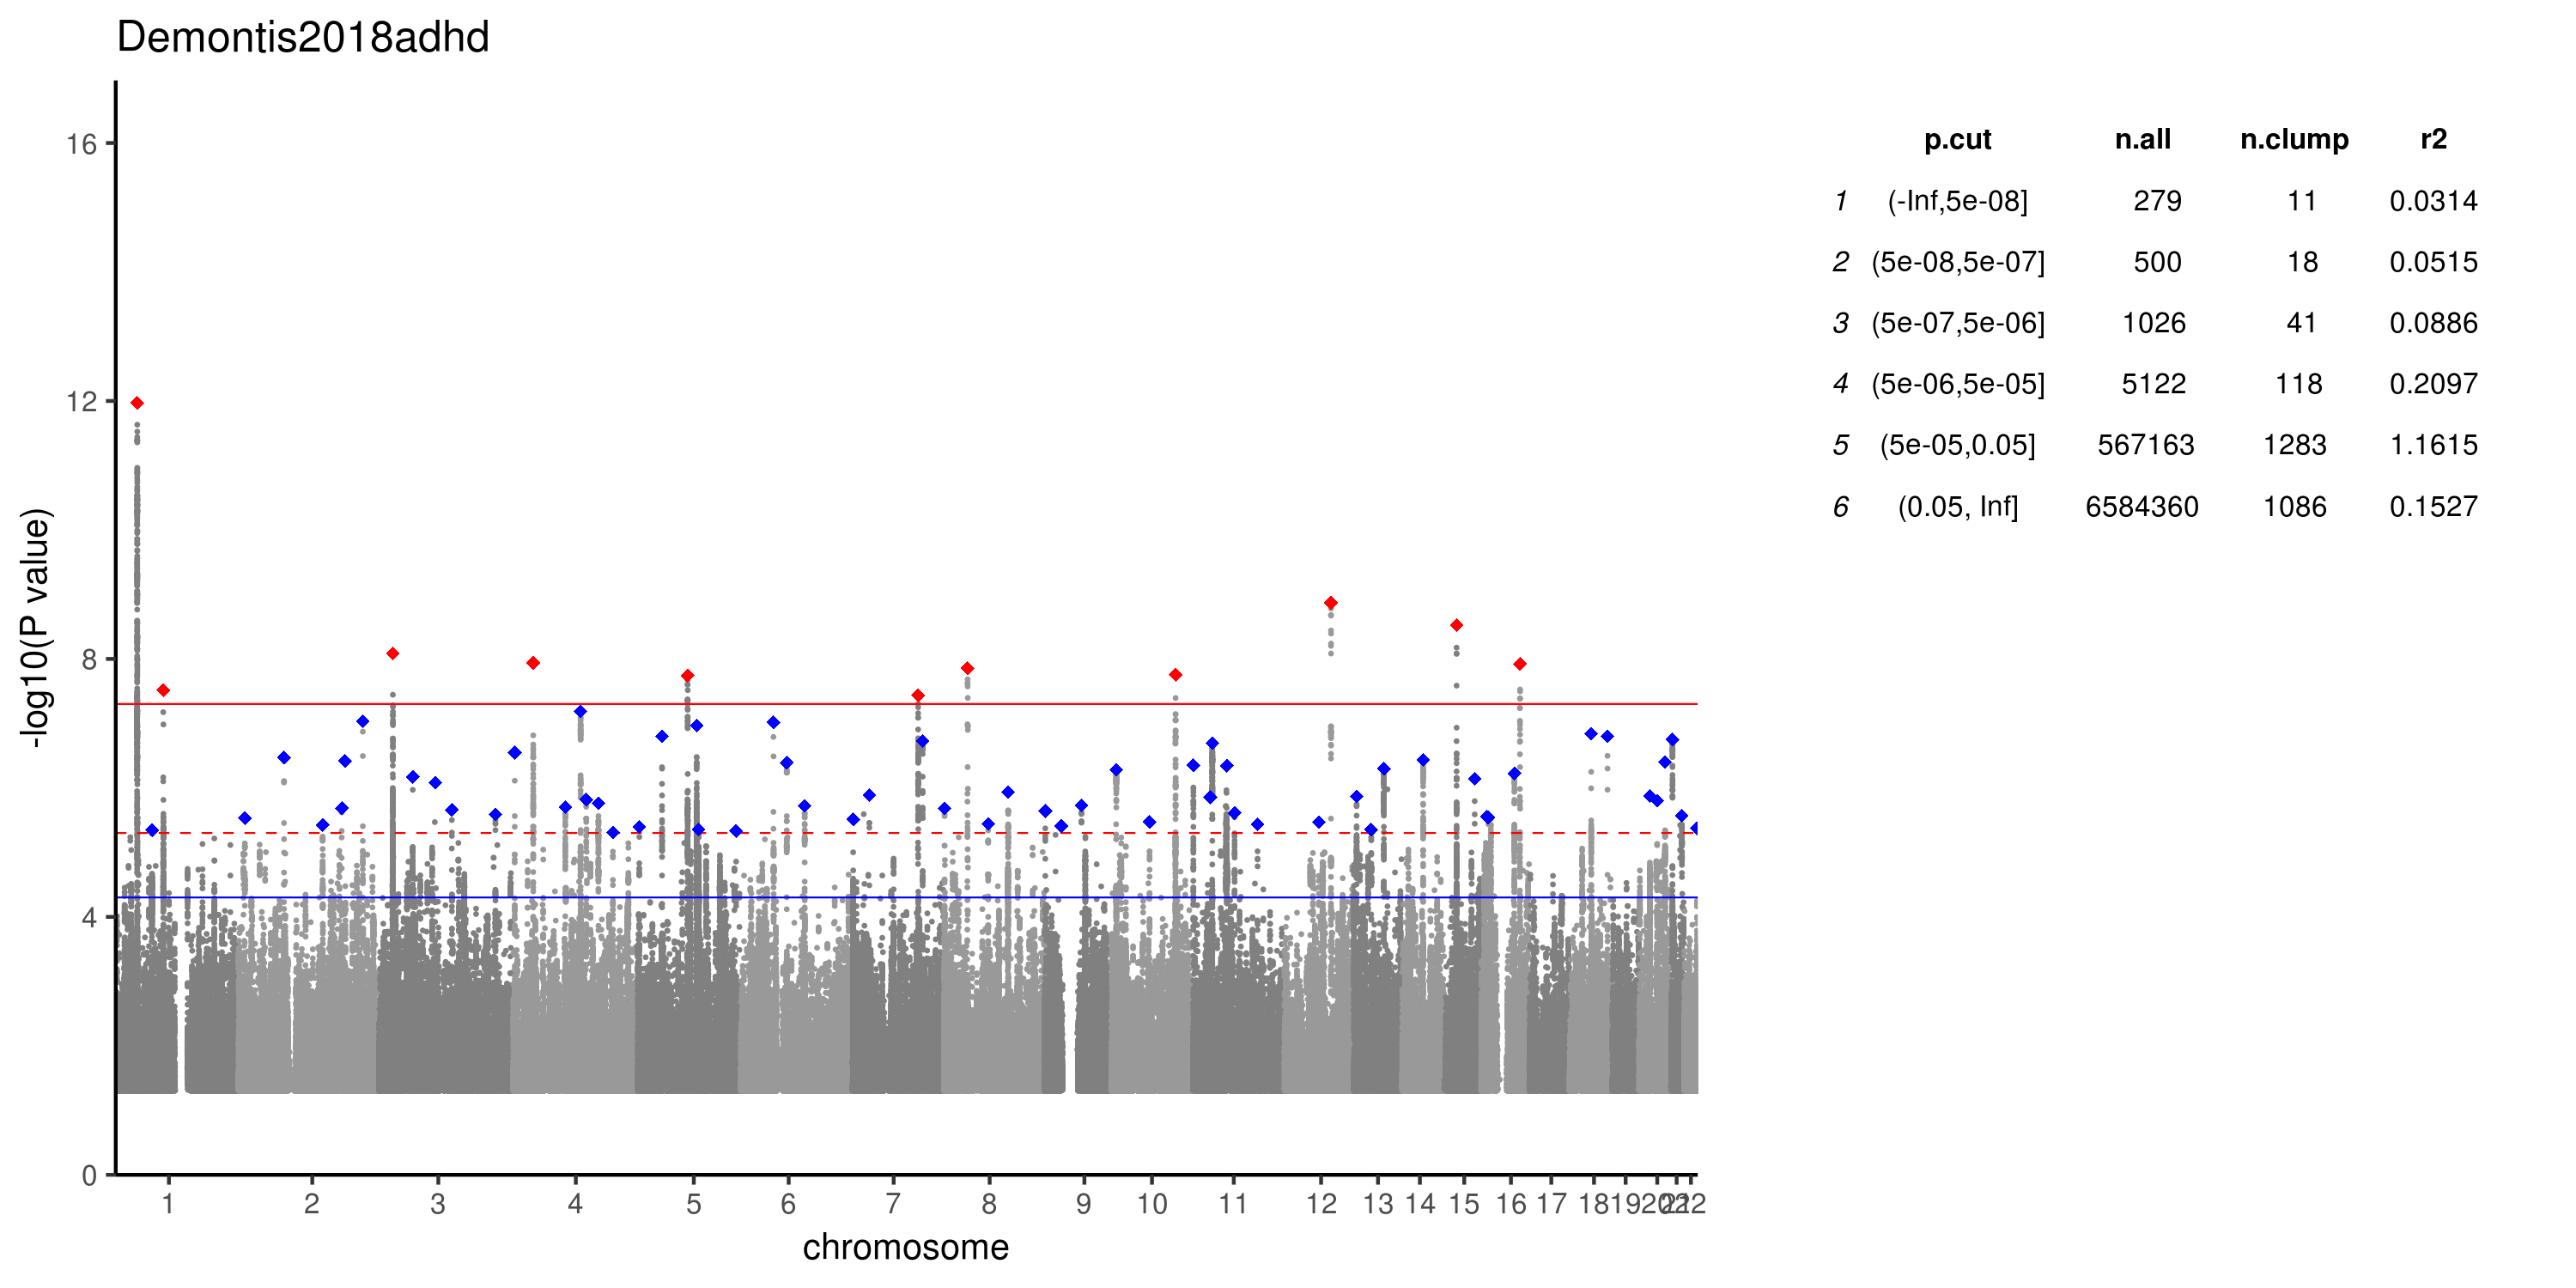 Demontis2018adhd
-log10(P value)
16
12
8
4
0
1 2 3 4 5 6 7 8 9 10 11 12 13 14 15 16 17 18 19 20 21 22
chromosome
p.cut n.all n.clump r2
1 (-Inf,5e-08] 279 11 0.0314
2 (5e-08,5e-07] 500 18 0.0515
3 (5e-07,5e-06] 1026 41 0.0886
4 (5e-06,5e-05] 5122 118 0.2097
5 (5e-05,0.05] 567163 1283 1.1615
6 (0.05, Inf] 6584360 1086 0.1527